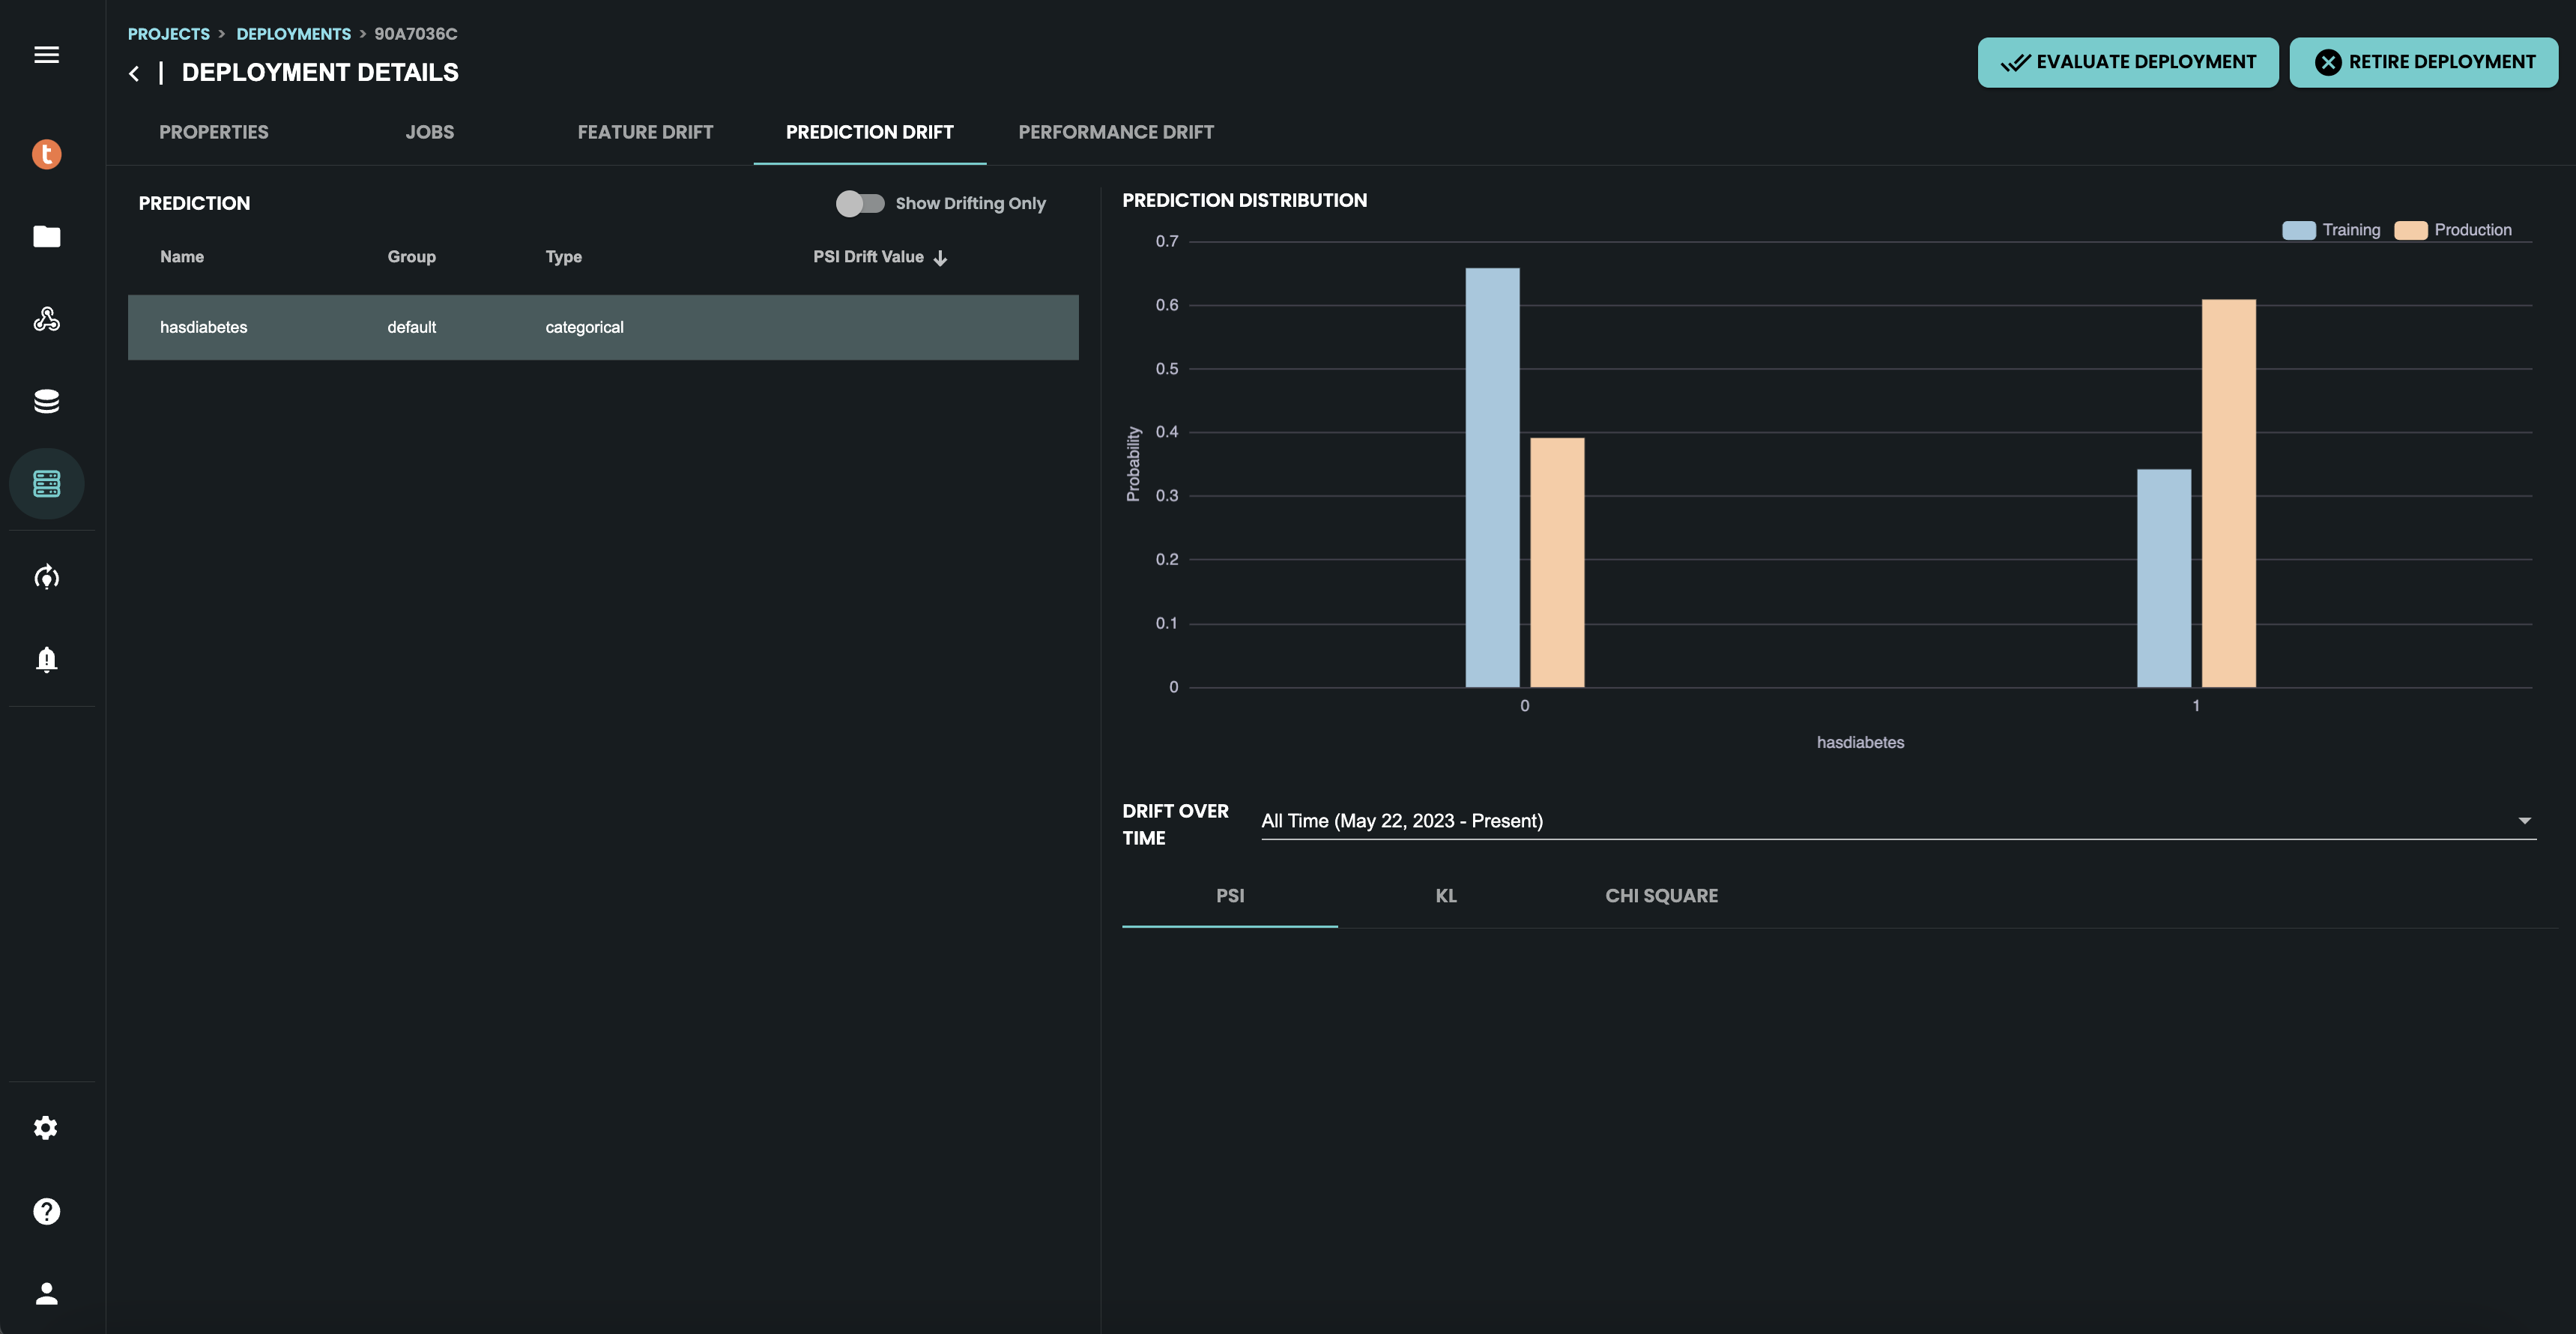 PROJECTS > DEPLOYMENTS > 90A7036C
< | DEPLOYMENT DETAILS
EVALUATE DEPLOYMENT
RETIRE DEPLOYMENT
t
PROPERTIES JOBS FEATURE DRIFT PREDICTION DRIFT PERFORMANCE DRIFT
PREDICTION
Show Drifting Only
Name Group Type PSI Drift Value
hasdiabetes default categorical
PREDICTION DISTRIBUTION
Training Production
0.7
0.6
0.5
0.4
0.3
0.2
0.1
0
Probability
0 1
hasdiabetes
DRIFT OVER
TIME
All Time (May 22, 2023 - Present)
PSI KL CHI SQUARE